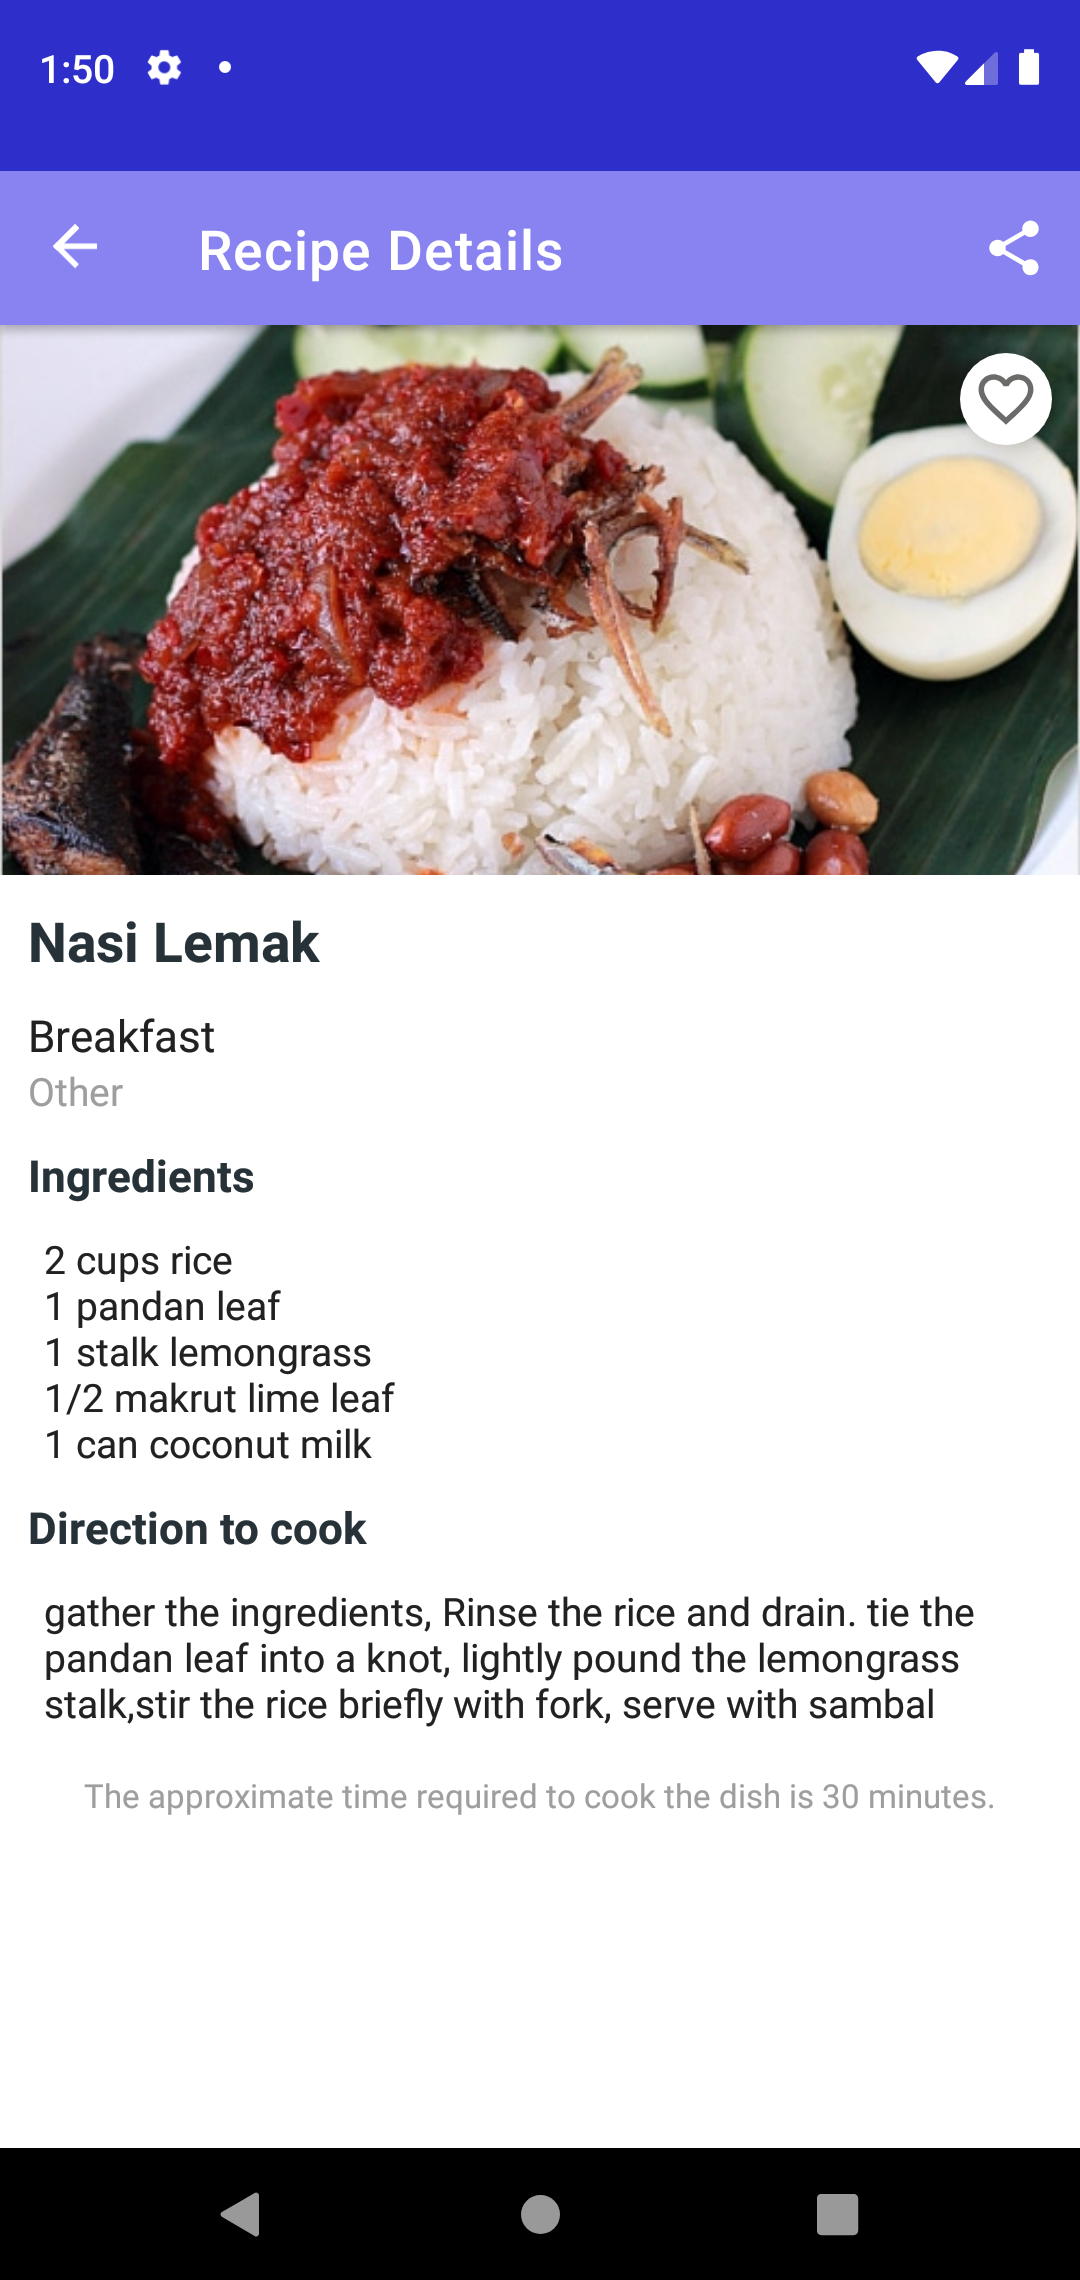 1:50
Recipe Details
Nasi Lemak
Breakfast
Other
Ingredients
2 cups rice
1 pandan leaf
1 stalk lemongrass
1/2 makrut lime leaf
1 can coconut milk
Direction to cook
gather the ingredients, Rinse the rice and drain. tie the
pandan leaf into a knot, lightly pound the lemongrass
stalk,stir the rice briefly with fork, serve with sambal
The approximate time required to cook the dish is 30 minutes.